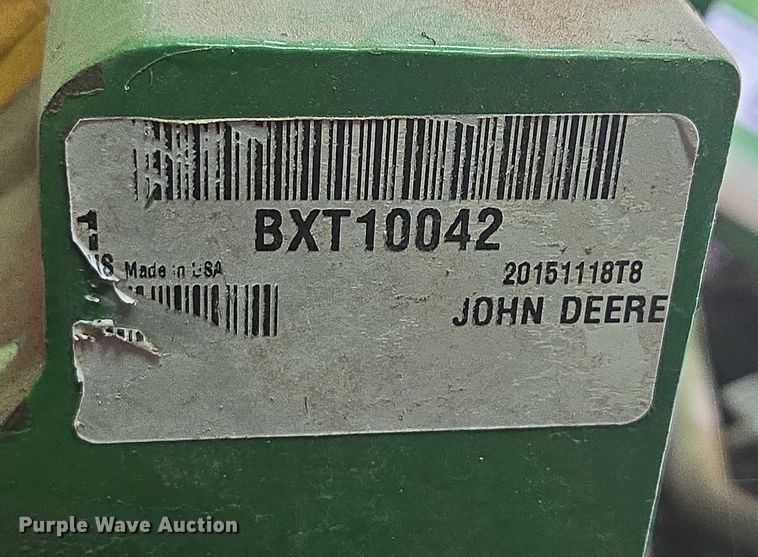 BXT10042
Made in USA
20151118T8
JOHN DEERE
Purple Wave Auction